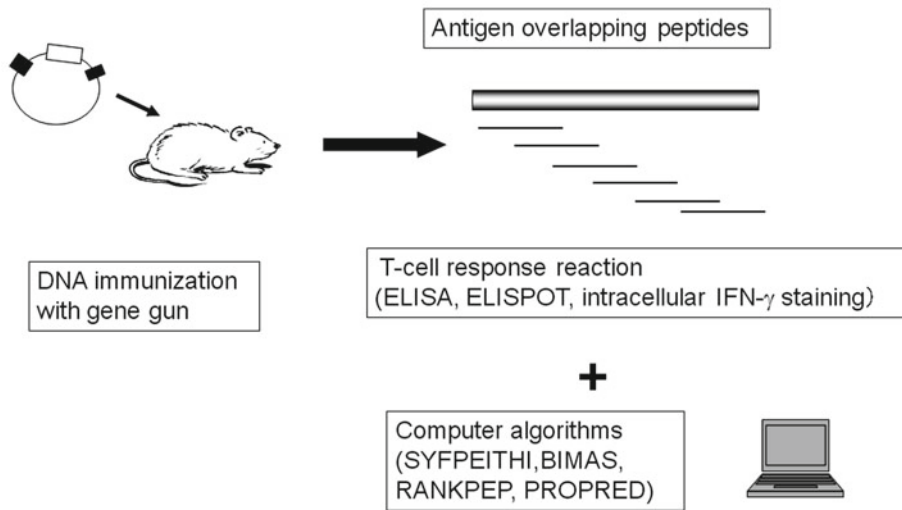 Antigen overlapping peptides
DNA immunization
with gene gun
T-cell response reaction
(ELISA, ELISPOT, intracellular IFN-γ staining)
+
Computer algorithms
(SYFPEITHI,BIMAS,
RANKPEP, PROPRED)